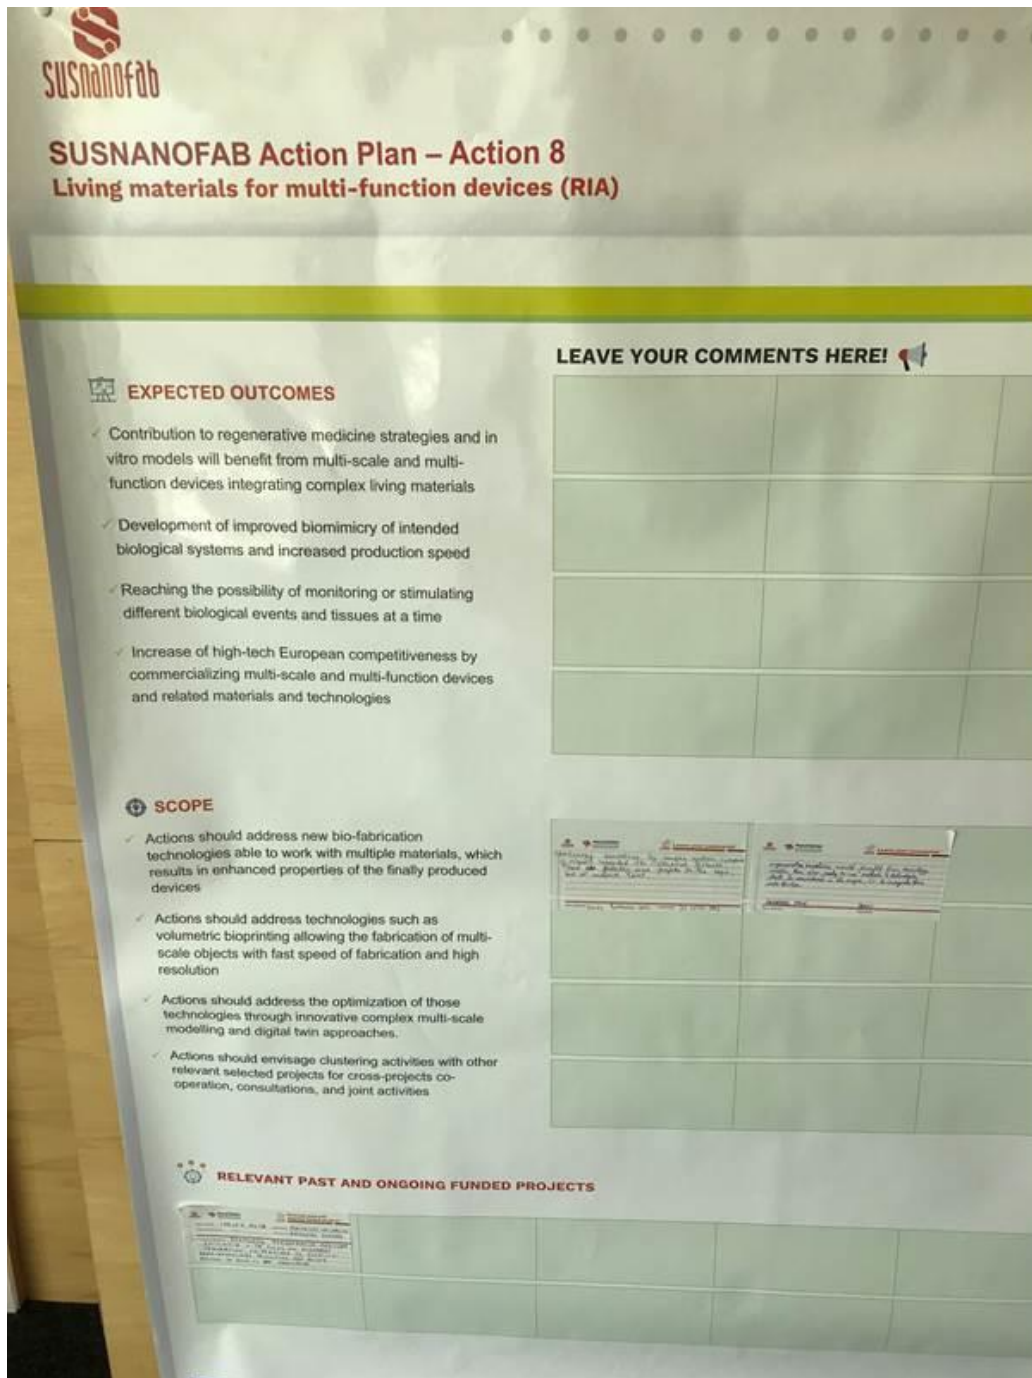 susnanofab
SUSNANOFAB Action Plan – Action 8
Living materials for multi-function devices (RIA)
LEAVE YOUR COMMENTS HERE!
EXPECTED OUTCOMES
Contribution to regenerative medicine strategies and in
vitro models will benefit from multi-scale and multi-
function devices integrating complex living materials
Development of improved biomimicry of intended
biological systems and increased production speed
Reaching the possibility of monitoring or stimulating
different biological events and tissues at a time
Increase of high-tech European competitiveness by
commercializing multi-scale and multi-function devices
and related materials and technologies
SCOPE
Actions should address new bio-fabrication
technologies able to work with multiple materials, which
results in enhanced properties of the finally produced
devices
Actions should address technologies such as
volumetric bioprinting allowing the fabrication of multi-
scale objects with fast speed of fabrication and high
resolution
Actions should address the optimization of those
technologies through innovative complex multi-scale
modelling and digital twin approaches.
Actions should envisage clustering activities with other
relevant selected projects for cross-projects co-
operation, consultations, and joint activities
RELEVANT PAST AND ONGOING FUNDED PROJECTS